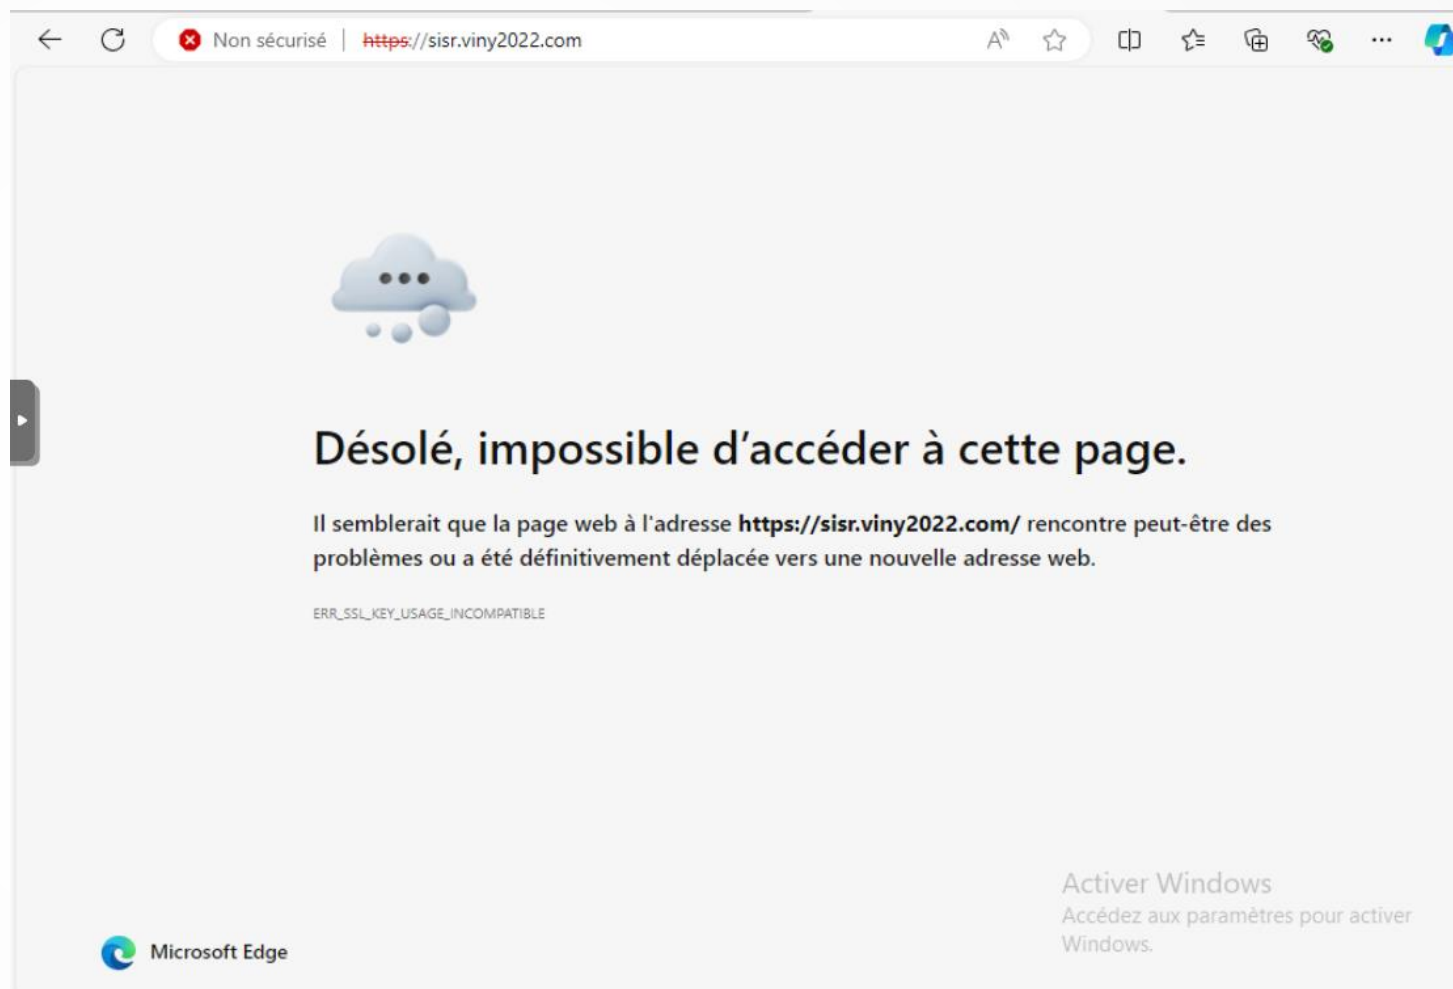 Non sécurisé | https://sisr.viny2022.com
Désolé, impossible d’accéder à cette page.
Il semblerait que la page web à l'adresse https://sisr.viny2022.com/ rencontre peut-être des
problèmes ou a été définitivement déplacée vers une nouvelle adresse web.
ERR_SSL_KEY_USAGE_INCOMPATIBLE
Activer Windows
Accédez aux paramètres pour activer
Windows.
Microsoft Edge